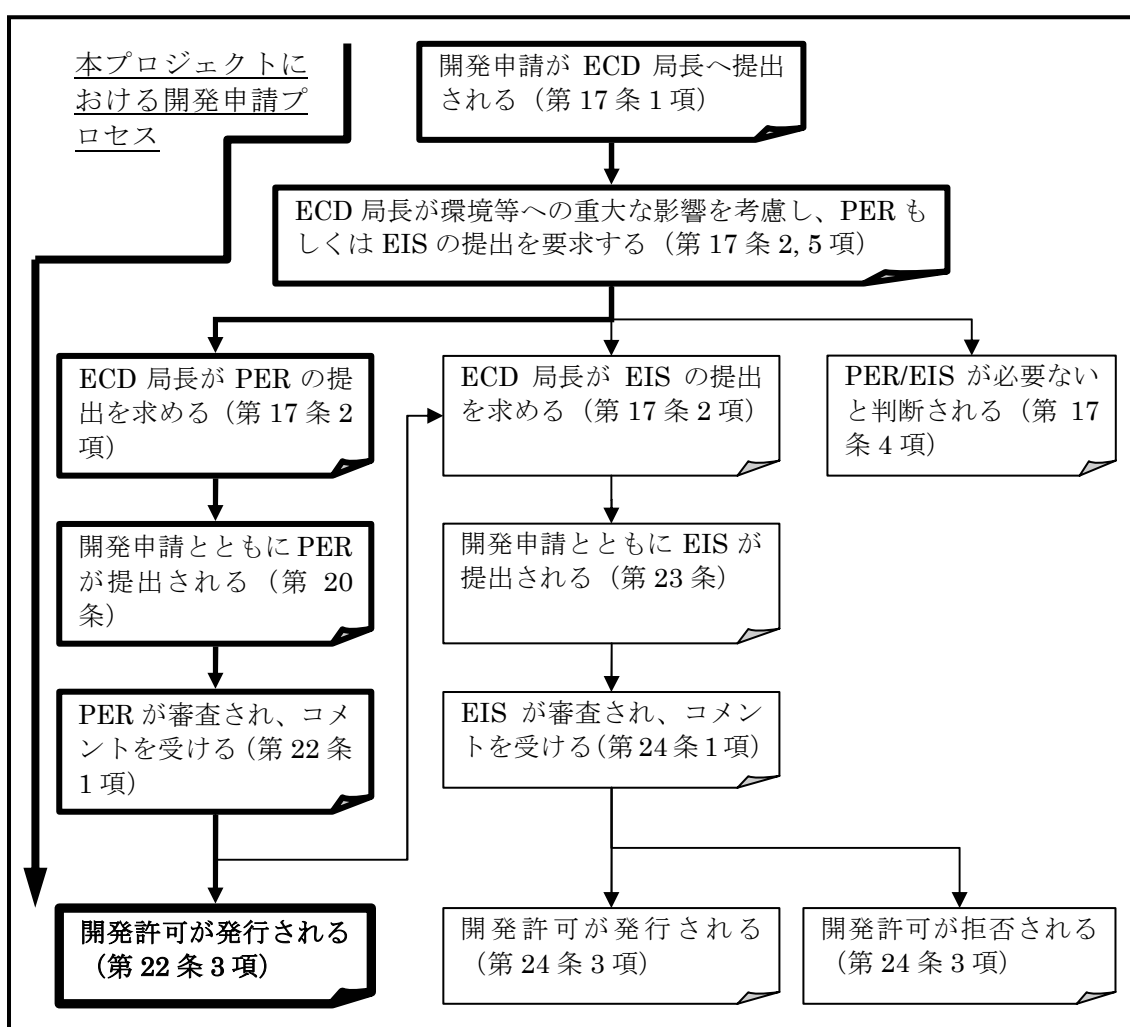 本プロジェクトに
おける開発申請プ
ロセス
開発申請が ECD 局長へ提出
される（第 17 条 1 項）
ECD 局長が環境等への重大な影響を考慮し、PER も
しくは EIS の提出を要求する（第 17 条 2, 5 項）
ECD 局長が PER の提
出を求める（第 17 条 2
項）
ECD 局長が EIS の提出
を求める（第 17 条 2 項）
PER/EIS が必要ない
と判断される（第 17
条 4 項）
開発申請とともに PER
が提出される（第 20
条）
開発申請とともに EIS が
提出される（第 23 条）
PER が審査され、コメ
ントを受ける（第 22 条
1 項）
EIS が審査され、コメン
トを受ける（第 24 条 1 項）
開発許可が発行される
（第 22 条 3 項）
開発許可が発行される
（第 24 条 3 項）
開発許可が拒否される
（第 24 条 3 項）